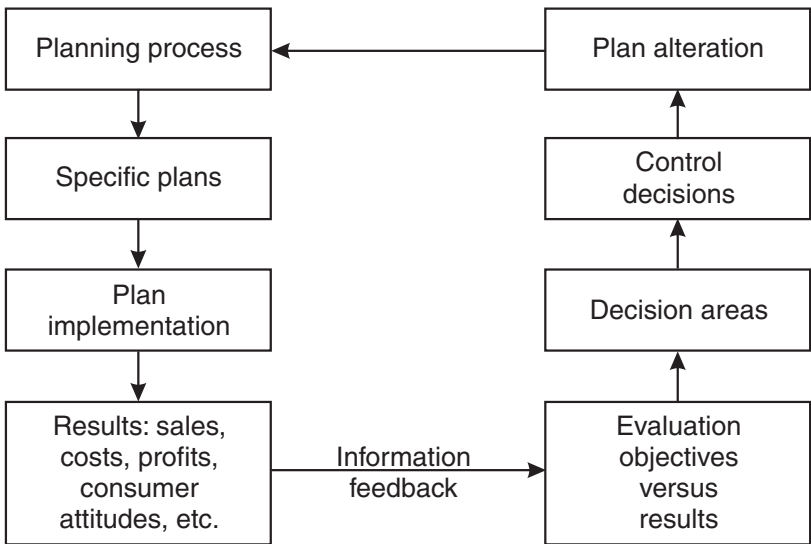 Planning process
Specific plans
Plan
implementation
Results: sales,
costs, profits,
consumer
attitudes, etc.
Information
feedback
Evaluation
objectives
versus
results
Decision areas
Control
decisions
Plan alteration